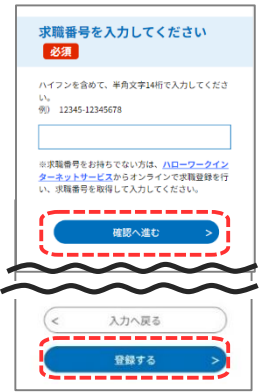 求職番号を入力してください
必須
ハイフンを含めて、半角文字14桁で入力してくださ
い。
例） 12345-12345678
※求職番号をお持ちでない方は、ハローワークイン
ターネットサービスからオンラインで求職登録を行
い、求職番号を取得して入力してください。
確認へ進む >
< 入力へ戻る
登録する >